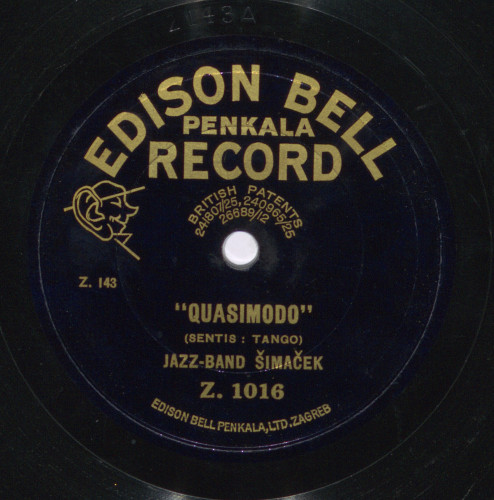 EDISON BELL
PENKALA
RECORD
BRITISH PATENTS
24180/25, 240965/25
26689/12
Z. 143
"QUASIMODO"
(SENTIS : TANGO)
JAZZ-BAND ŠIMAČEK
Z. 1016
EDISON BELL PENKALA, LTD. ZAGREB